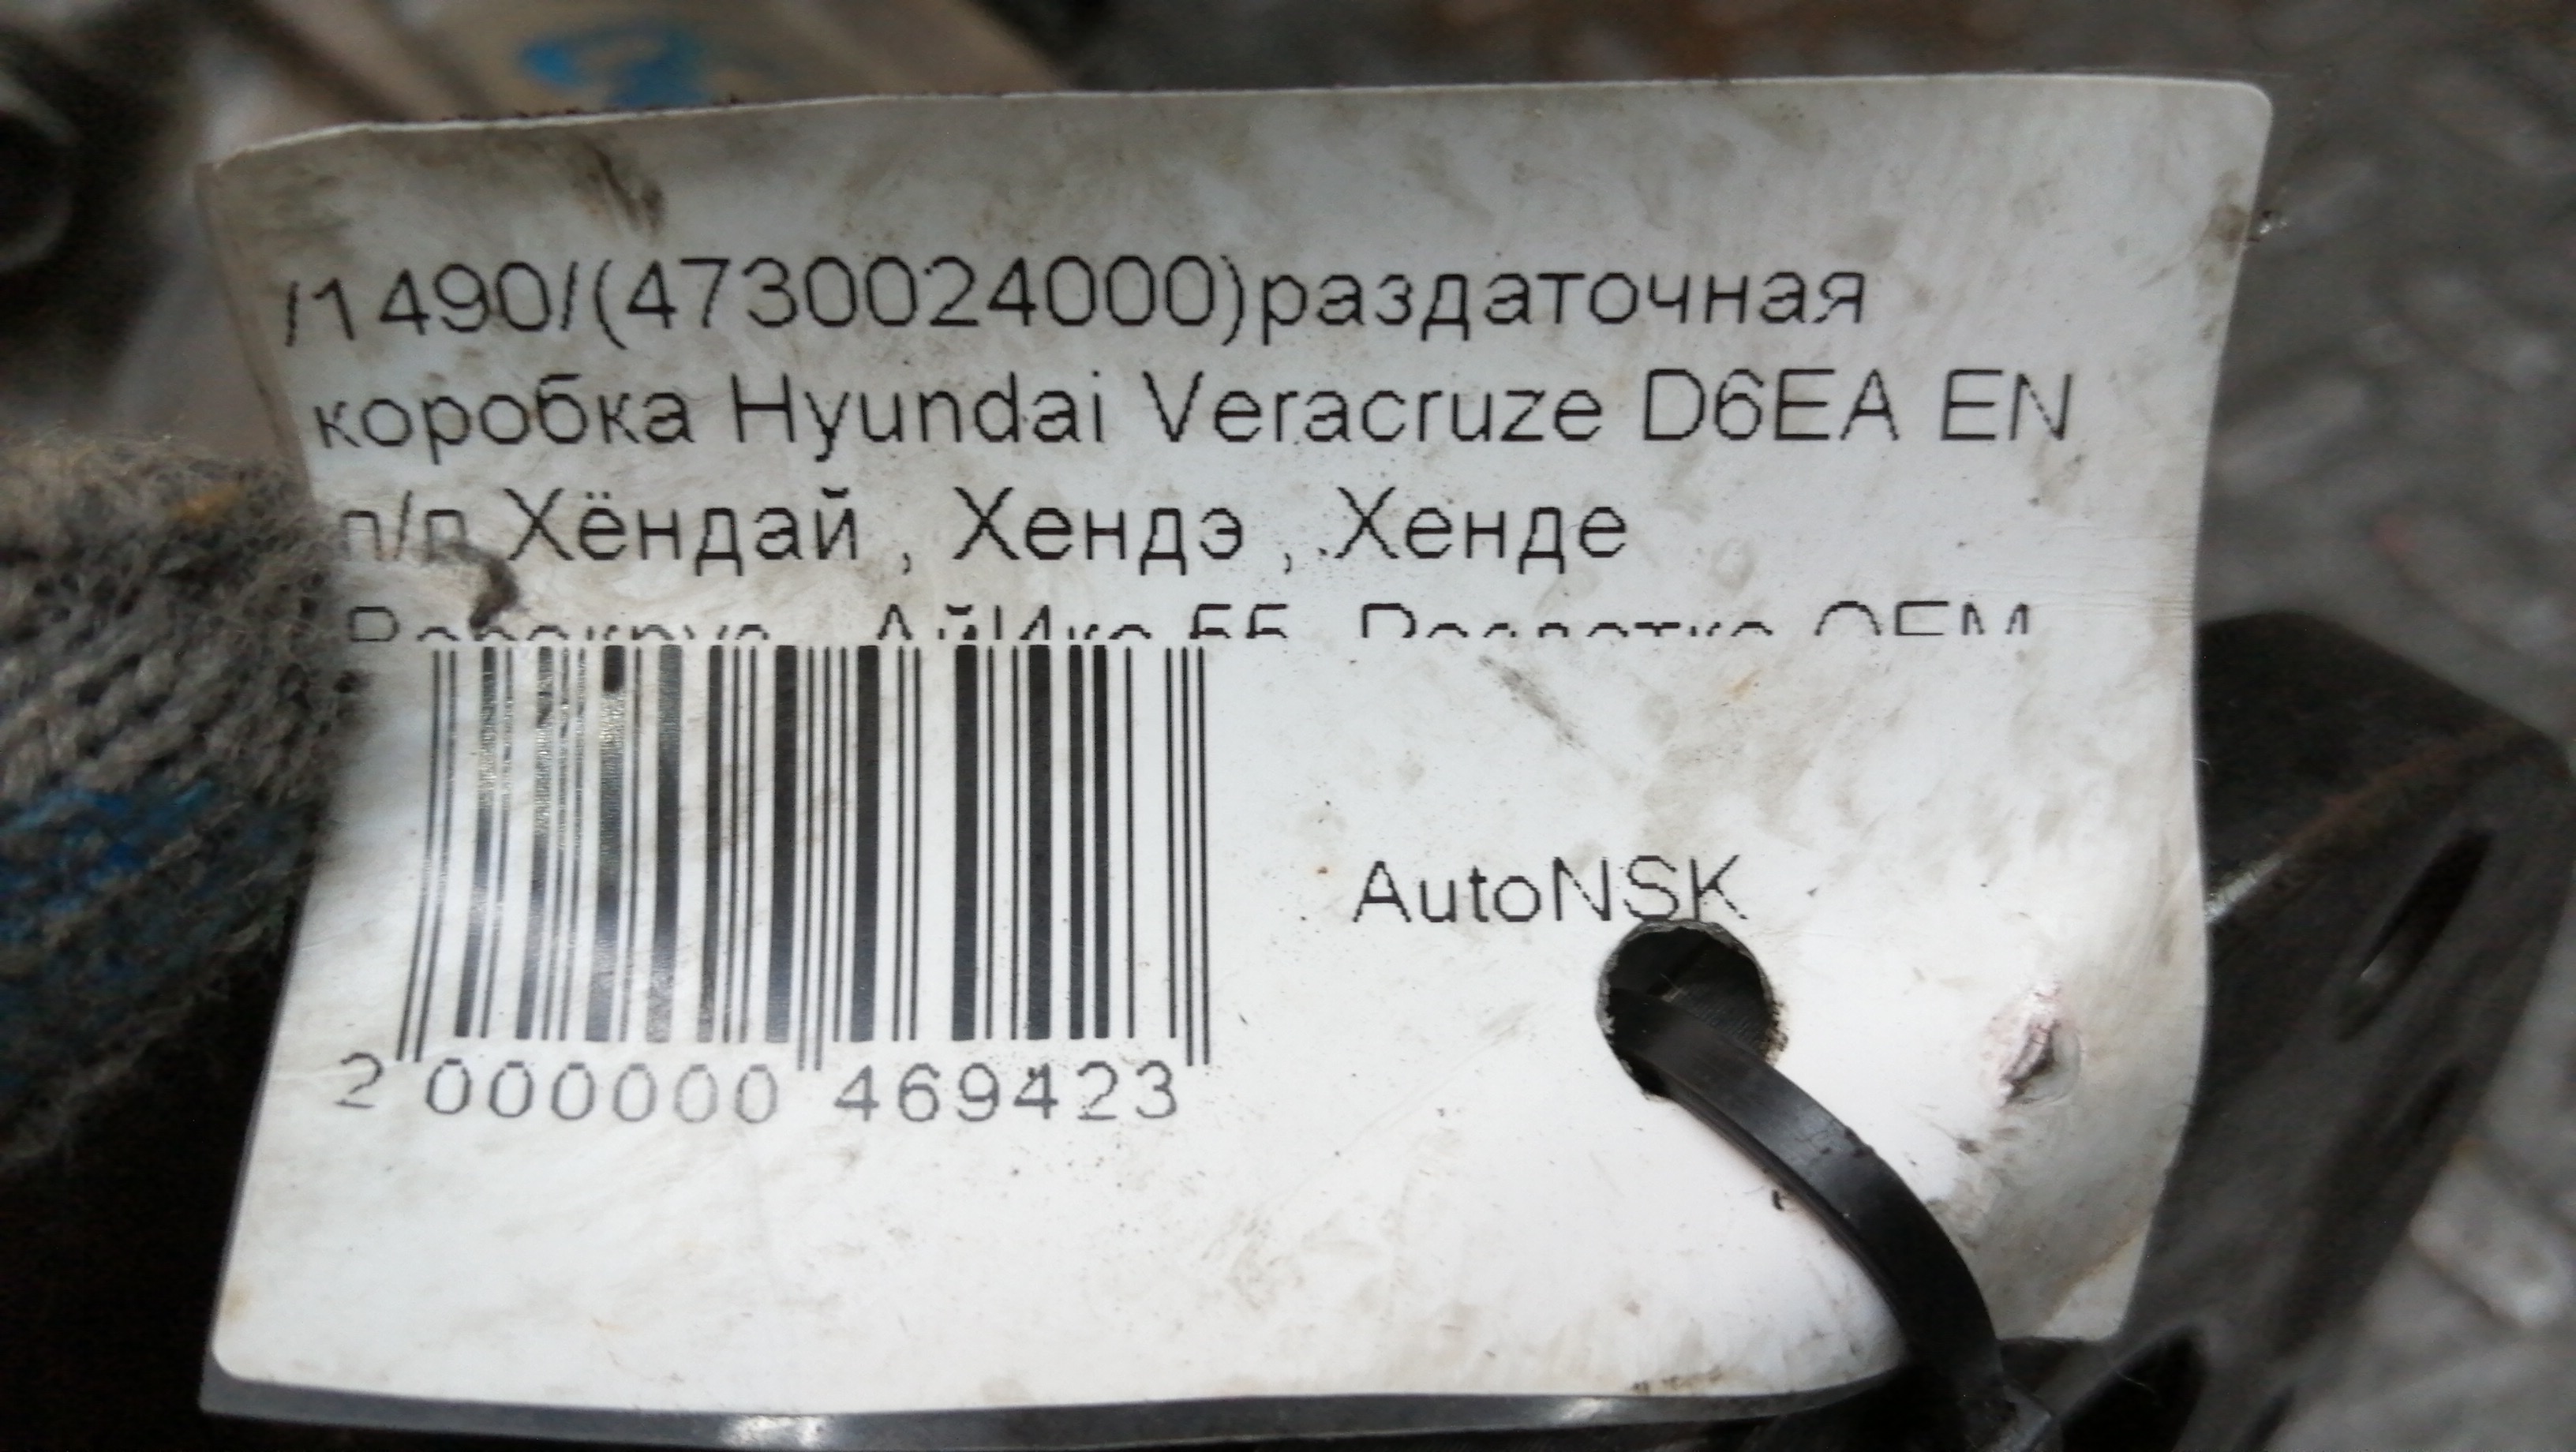 /1490/(4730024000)раздаточная
коробка Hyundai Veracruze D6EA EN
п/п Хёндай , Хендэ , Хенде
AutoNSK
2 000000 469423